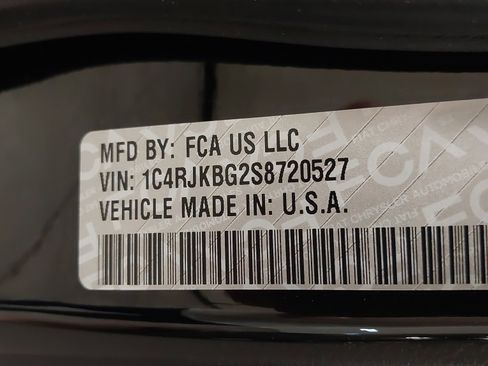 MFD BY: FCA US LLC
VIN: 1C4RJKBG2S8720527
VEHICLE MADE IN: U.S.A.